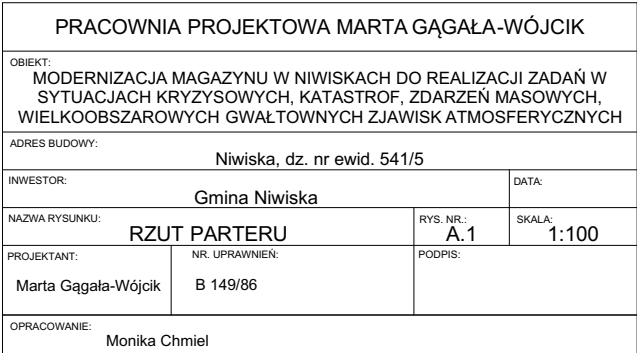 PRACOWNIA PROJEKTOWA MARTA GĄGAŁA-WÓJCIK
OBIEKT:
MODERNIZACJA MAGAZYNU W NIWISKACH DO REALIZACJI ZADAŃ W
SYTUACJACH KRYZYSOWYCH, KATASTROF, ZDARZEŃ MASOWYCH,
WIELKOOBSZAROWYCH GWAŁTOWNYCH ZJAWISK ATMOSFERYCZNYCH
ADRES BUDOWY:
Niwiska, dz. nr ewid. 541/5
INWESTOR:
Gmina Niwiska
DATA:
NAZWA RYSUNKU:
RZUT PARTERU
RYS. NR.:
A.1
SKALA:
1:100
PROJEKTANT:
Marta Gągała-Wójcik
NR. UPRAWNIEŃ:
B 149/86
PODPIS:
OPRACOWANIE:
Monika Chmiel